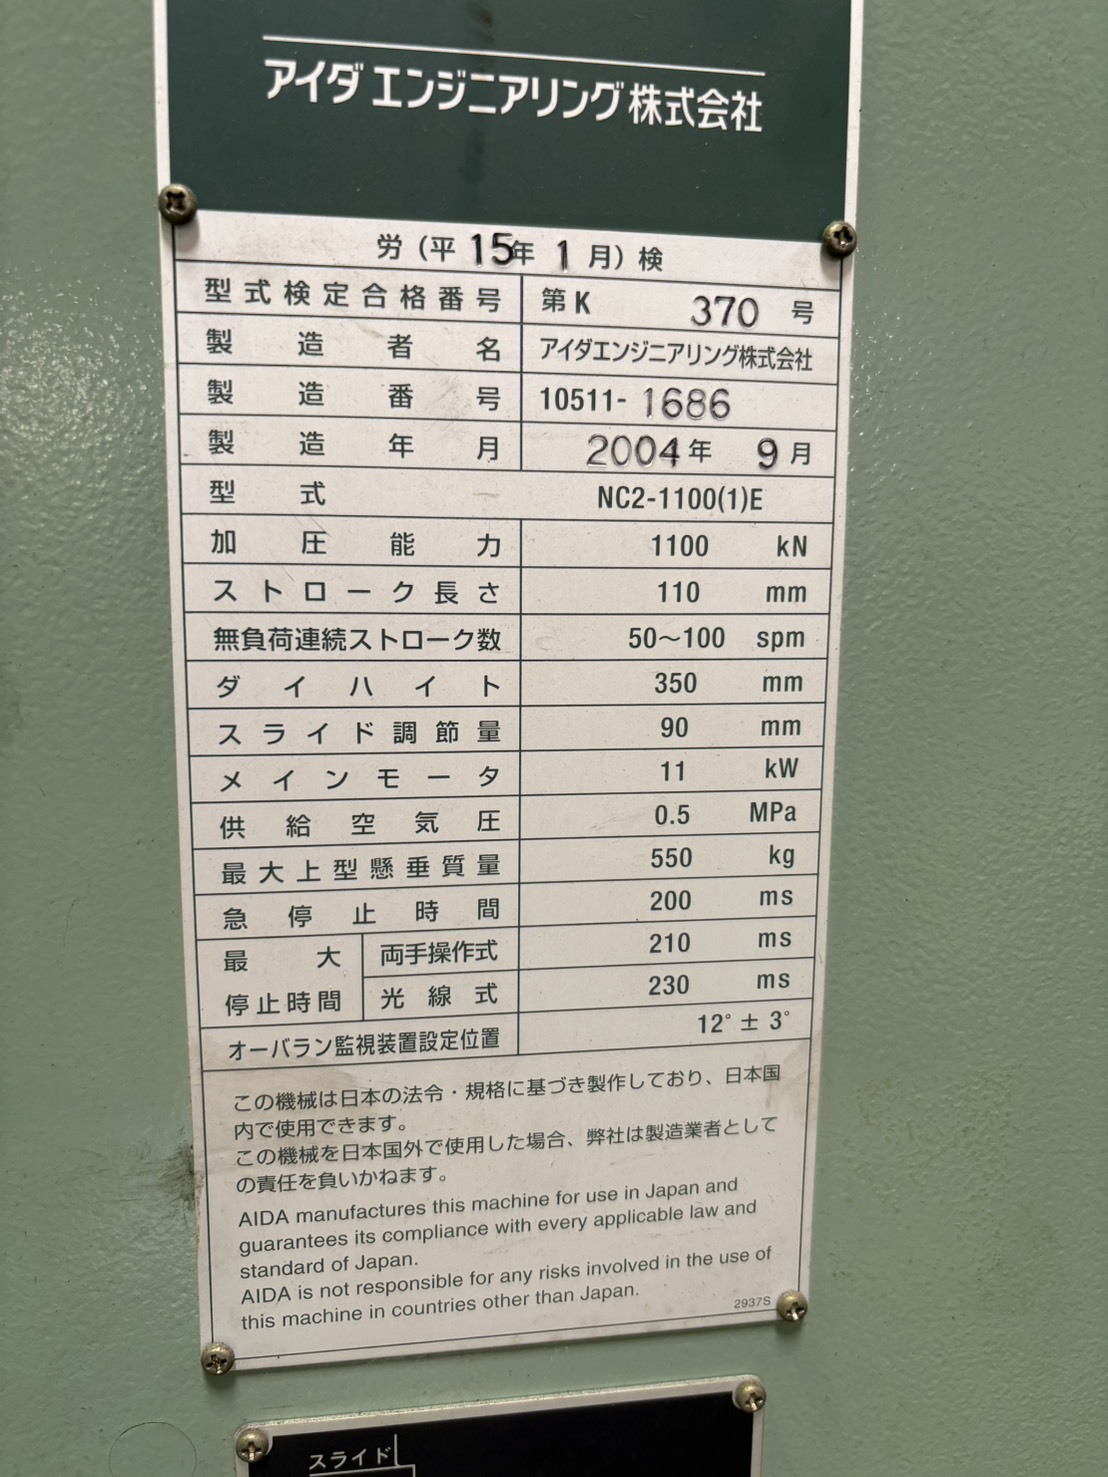 アイダエンジニアリング株式会社
労(平15年1月)検
型式検定合格番号 第K 370号
製造者名 アイダエンジニアリング株式会社
製造番号 10511-1686
製造年月 2004年 9月
型式 NC2-1100(1)E
加圧能力 1100 kN
ストローク長さ 110 mm
無負荷連続ストローク数 50～100 spm
ダイハイト 350 mm
スライド調節量 90 mm
メインモータ 11 kW
供給空気圧 0.5 MPa
最大上型懸垂質量 550 kg
急停止時間 200 ms
最大停止時間 両手操作式 210 ms
光線式 230 ms
オーバラン監視装置設定位置 12°±3°
この機械は日本の法令・規格に基づき製作しており、日本国
内で使用できます。
この機械を日本国外で使用した場合、弊社は製造業者として
の責任を負いかねます。
AIDA manufactures this machine for use in Japan and
guarantees its compliance with every applicable law and
standard of Japan.
AIDA is not responsible for any risks involved in the use of
this machine in countries other than Japan.
2937S
スライド